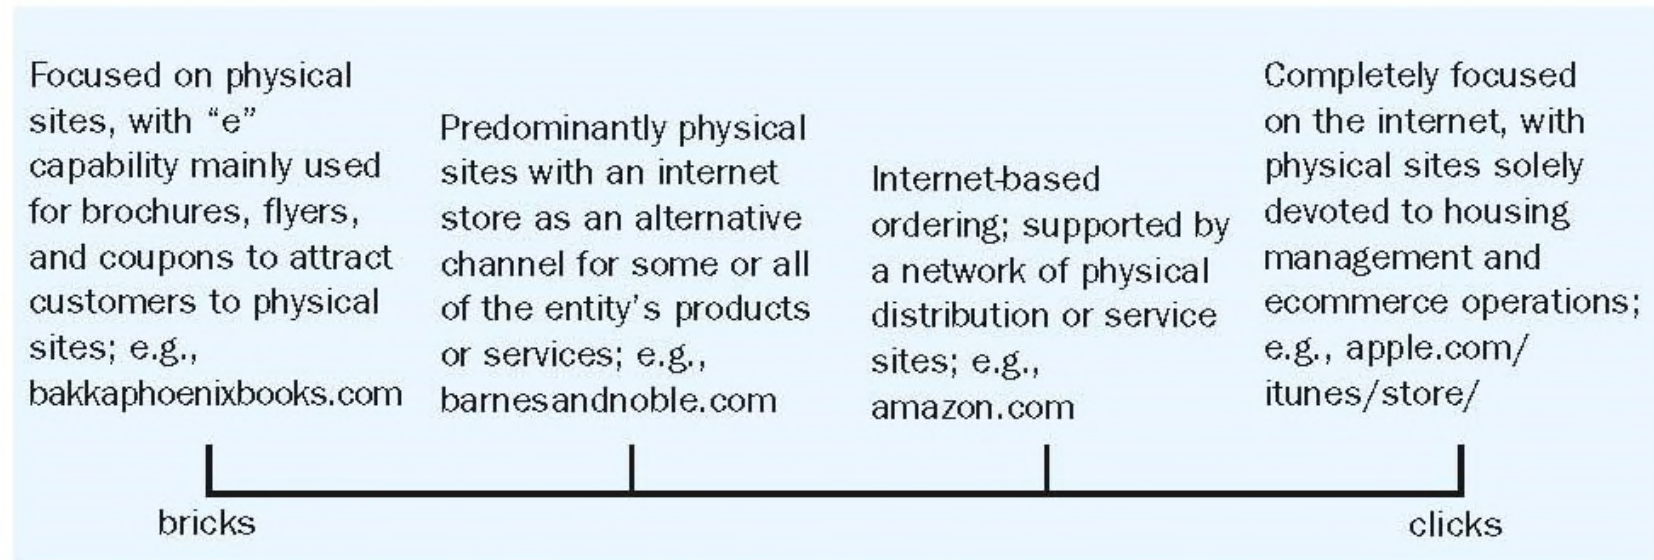 Focused on physical
sites, with “e”
capability mainly used
for brochures, flyers,
and coupons to attract
customers to physical
sites; e.g.,
bakkaphoenixbooks.com
Predominantly physical
sites with an internet
store as an alternative
channel for some or all
of the entity’s products
or services; e.g.,
barnesandnoble.com
Internet-based
ordering; supported by
a network of physical
distribution or service
sites; e.g.,
amazon.com
Completely focused
on the internet, with
physical sites solely
devoted to housing
management and
ecommerce operations;
e.g., apple.com/
itunes/store/
bricks
clicks